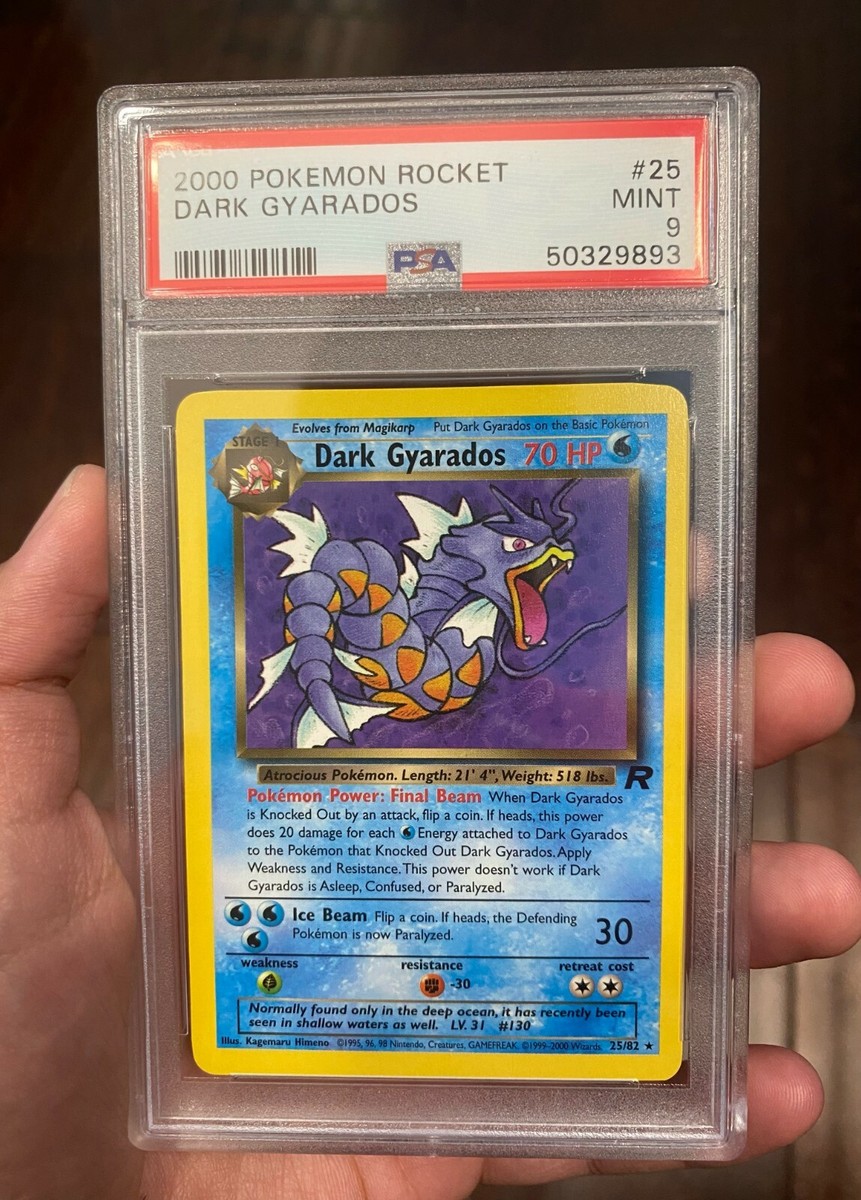 2000 POKEMON ROCKET #25
DARK GYARADOS MINT
9
50329893
PSA
Evolves from Magikarp Put Dark Gyarados on the Basic Pokémon
STAGE 1
Dark Gyarados 70 HP
Atrocious Pokémon. Length: 21' 4", Weight: 518 lbs.
R
Pokémon Power: Final Beam When Dark Gyarados
is Knocked Out by an attack, flip a coin. If heads, this power
does 20 damage for each Energy attached to Dark Gyarados
to the Pokémon that Knocked Out Dark Gyarados. Apply
Weakness and Resistance. This power doesn't work if Dark
Gyarados is Asleep, Confused, or Paralyzed.
Ice Beam Flip a coin. If heads, the Defending
Pokémon is now Paralyzed.
30
weakness resistance retreat cost
-30
Normally found only in the deep ocean, it has recently been
seen in shallow waters as well. LV. 31 #130
Illus. Kagemaru Himeno ©1995, 96, 98 Nintendo, Creatures, GAMEFREAK. ©1999-2000 Wizards. 25/82 ★